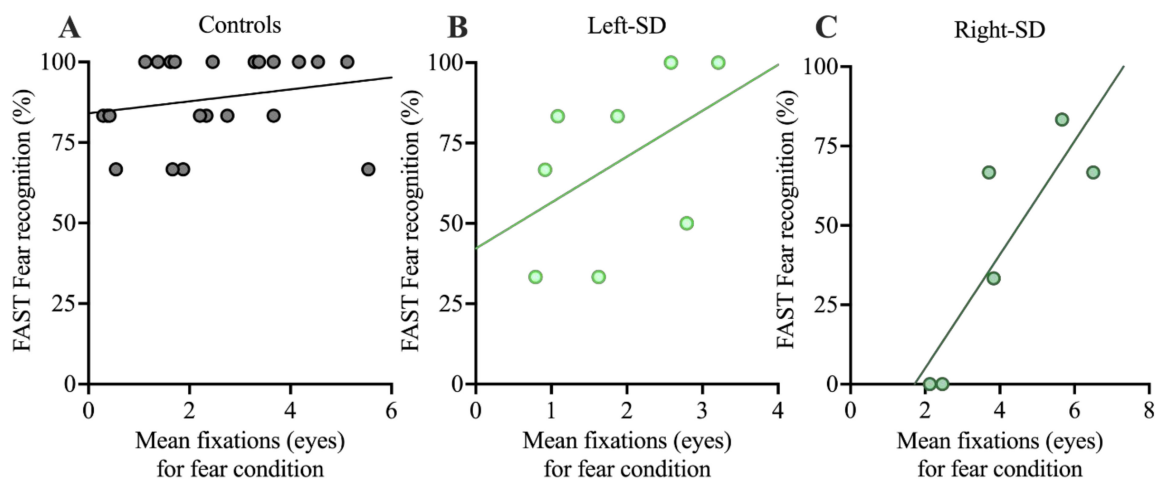 A
Controls
FAST Fear recognition (%)
100
75
50
25
0
0 2 4 6
Mean fixations (eyes)
for fear condition
B
Left-SD
FAST Fear recognition (%)
100
75
50
25
0
0 1 2 3 4
Mean fixations (eyes)
for fear condition
C
Right-SD
FAST Fear recognition (%)
100
75
50
25
0
0 2 4 6 8
Mean fixations (eyes)
for fear condition